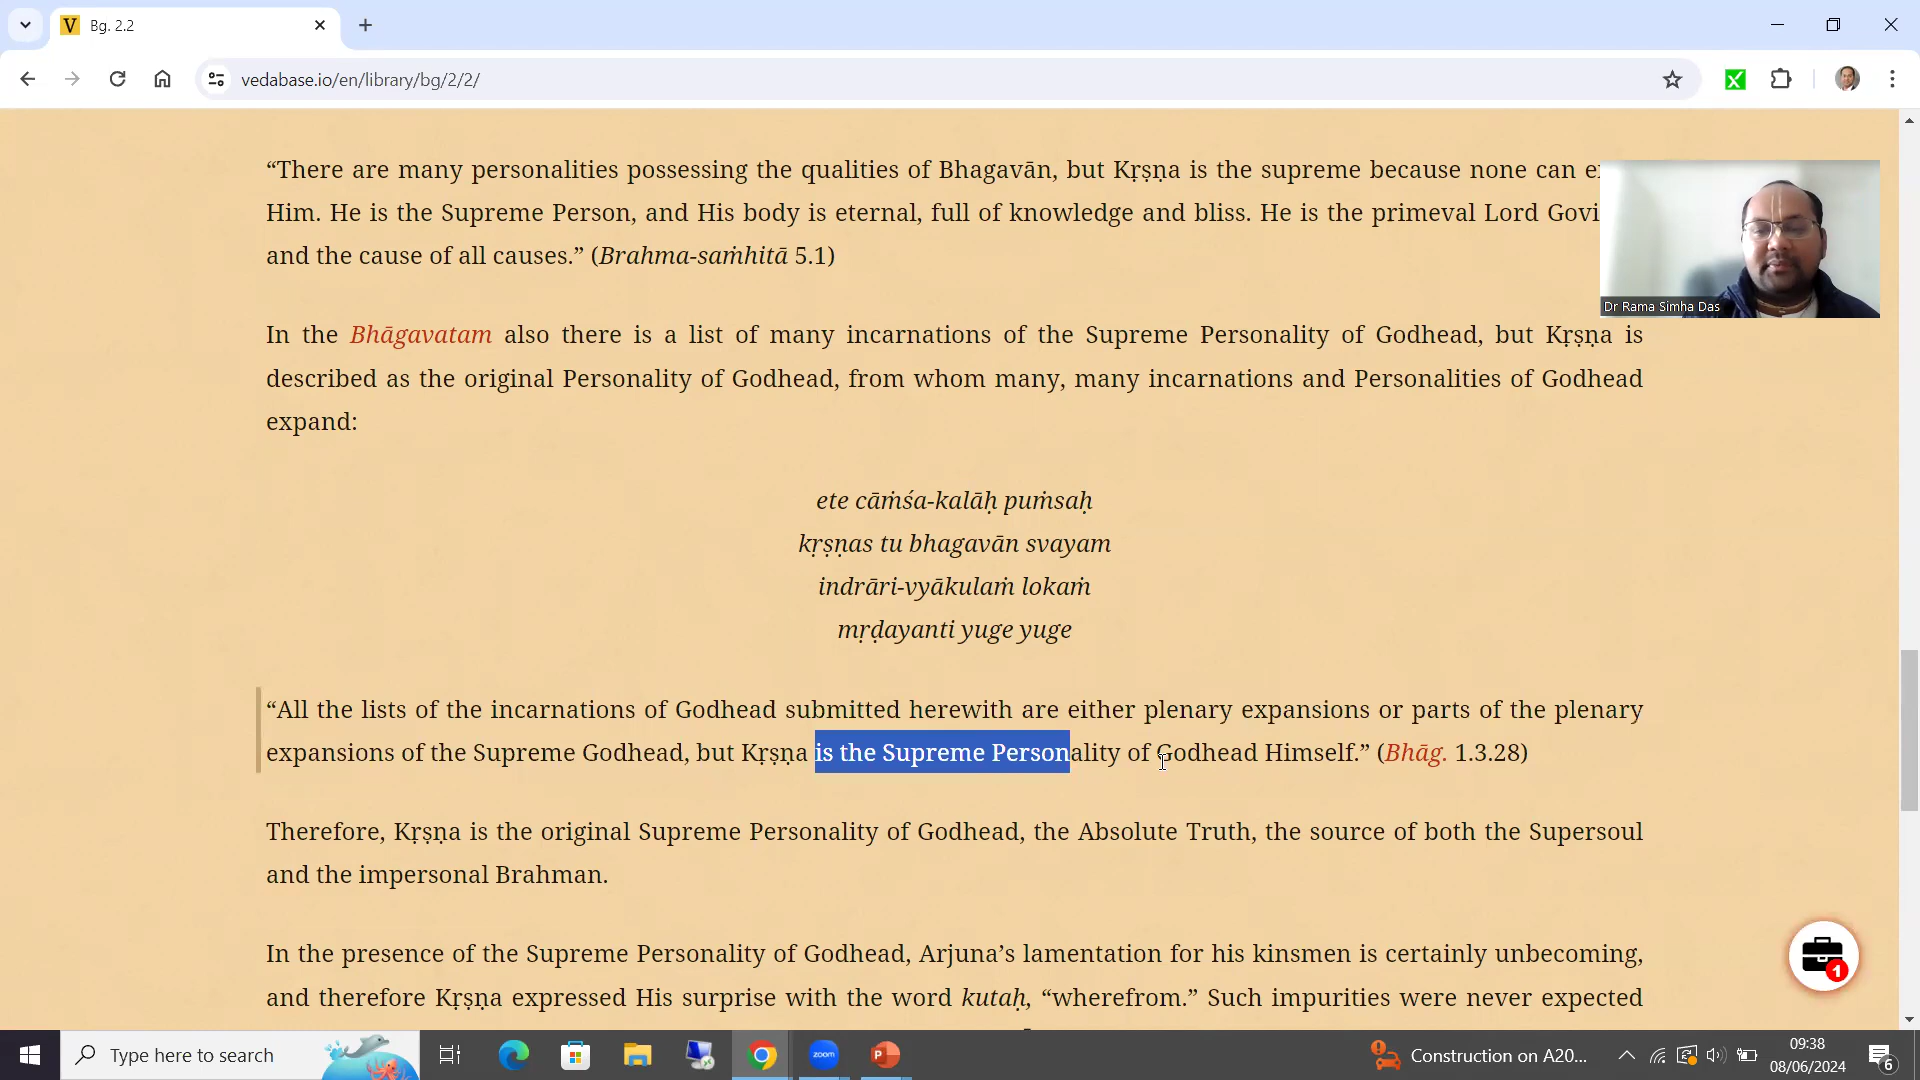 Bg. 2.2
vedabase.io/en/library/bg/2/2/
“There are many personalities possessing the qualities of Bhagavān, but Kṛṣṇa is the supreme because none can
Him. He is the Supreme Person, and His body is eternal, full of knowledge and bliss. He is the primeval Lord Govi
and the cause of all causes.” (Brahma-saṁhitā 5.1)
Dr Rama Simha Das
In the Bhāgavatam also there is a list of many incarnations of the Supreme Personality of Godhead, but Kṛṣṇa is
described as the original Personality of Godhead, from whom many, many incarnations and Personalities of Godhead
expand:
ete cāṁśa-kalāḥ puṁsaḥ
kṛṣṇas tu bhagavān svayam
indrāri-vyākulaṁ lokaṁ
mṛḍayanti yuge yuge
“All the lists of the incarnations of Godhead submitted herewith are either plenary expansions or parts of the plenary
expansions of the Supreme Godhead, but Kṛṣṇa is the Supreme Personality of Godhead Himself.” (Bhāg. 1.3.28)
Therefore, Kṛṣṇa is the original Supreme Personality of Godhead, the Absolute Truth, the source of both the Supersoul
and the impersonal Brahman.
In the presence of the Supreme Personality of Godhead, Arjuna’s lamentation for his kinsmen is certainly unbecoming,
and therefore Kṛṣṇa expressed His surprise with the word kutaḥ, “wherefrom.” Such impurities were never expected
1
Type here to search
zoom
Construction on A20...
09:38
08/06/2024
6